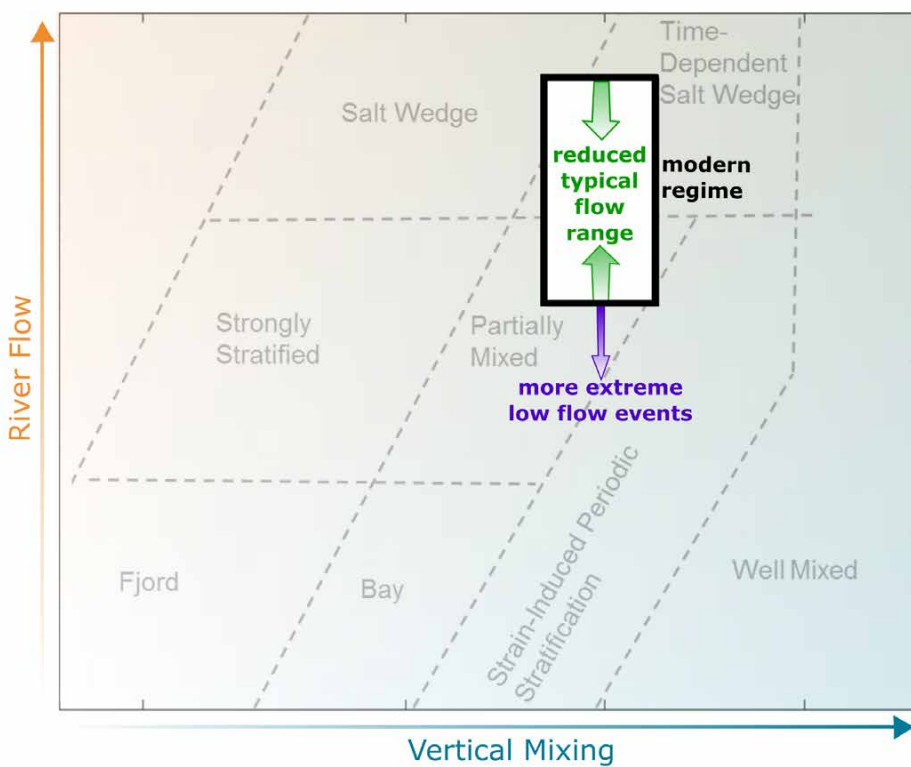 River Flow
Time-
Dependent
Salt Wedge
Salt Wedge
reduced
typical
flow
range
modern
regime
Strongly
Stratified
Partially
Mixed
more extreme
low flow events
Fjord
Bay
Strain-Induced Periodic
Stratification
Well Mixed
Vertical Mixing